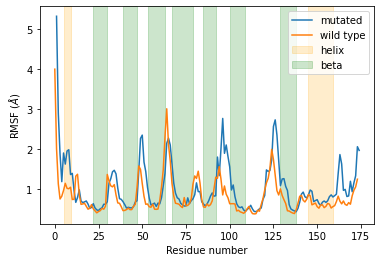 mutated
wild type
helix
beta
RMSF (Å)
5
4
3
2
1
0 25 50 75 100 125 150 175
Residue number